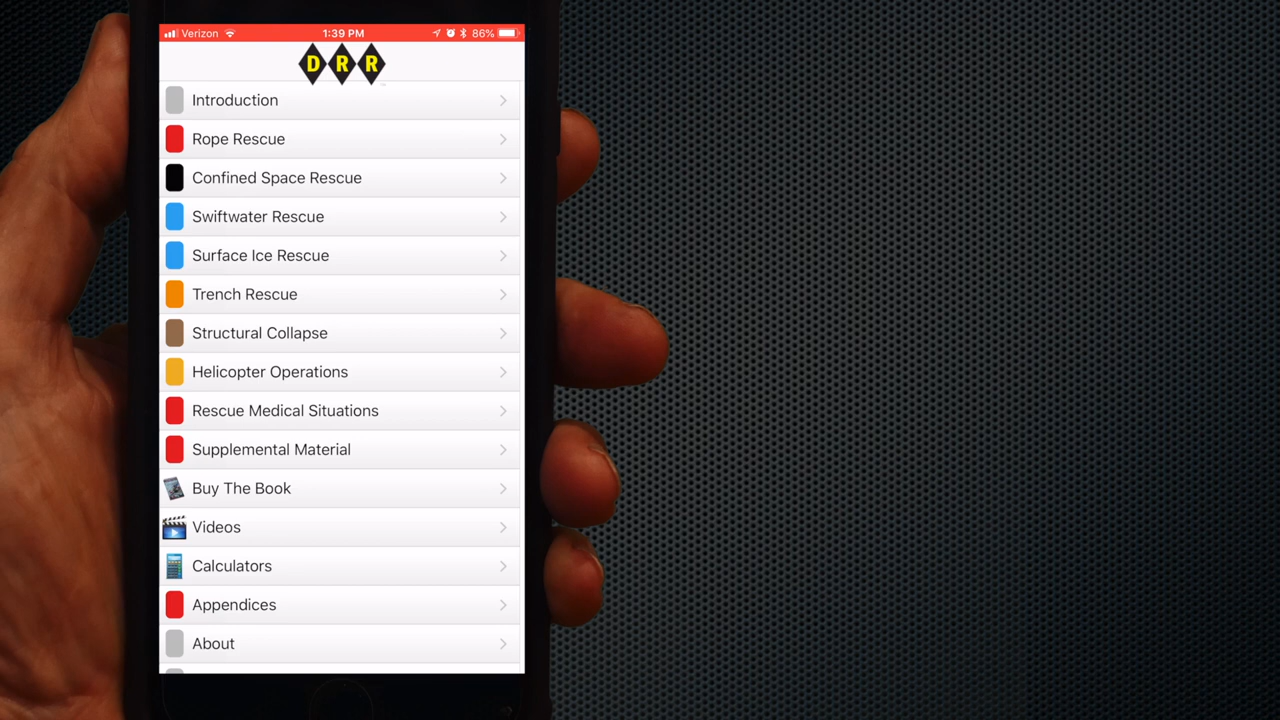 Verizon 1:39 PM 86%
DRR
Introduction
Rope Rescue
Confined Space Rescue
Swiftwater Rescue
Surface Ice Rescue
Trench Rescue
Structural Collapse
Helicopter Operations
Rescue Medical Situations
Supplemental Material
Buy The Book
Videos
Calculators
Appendices
About